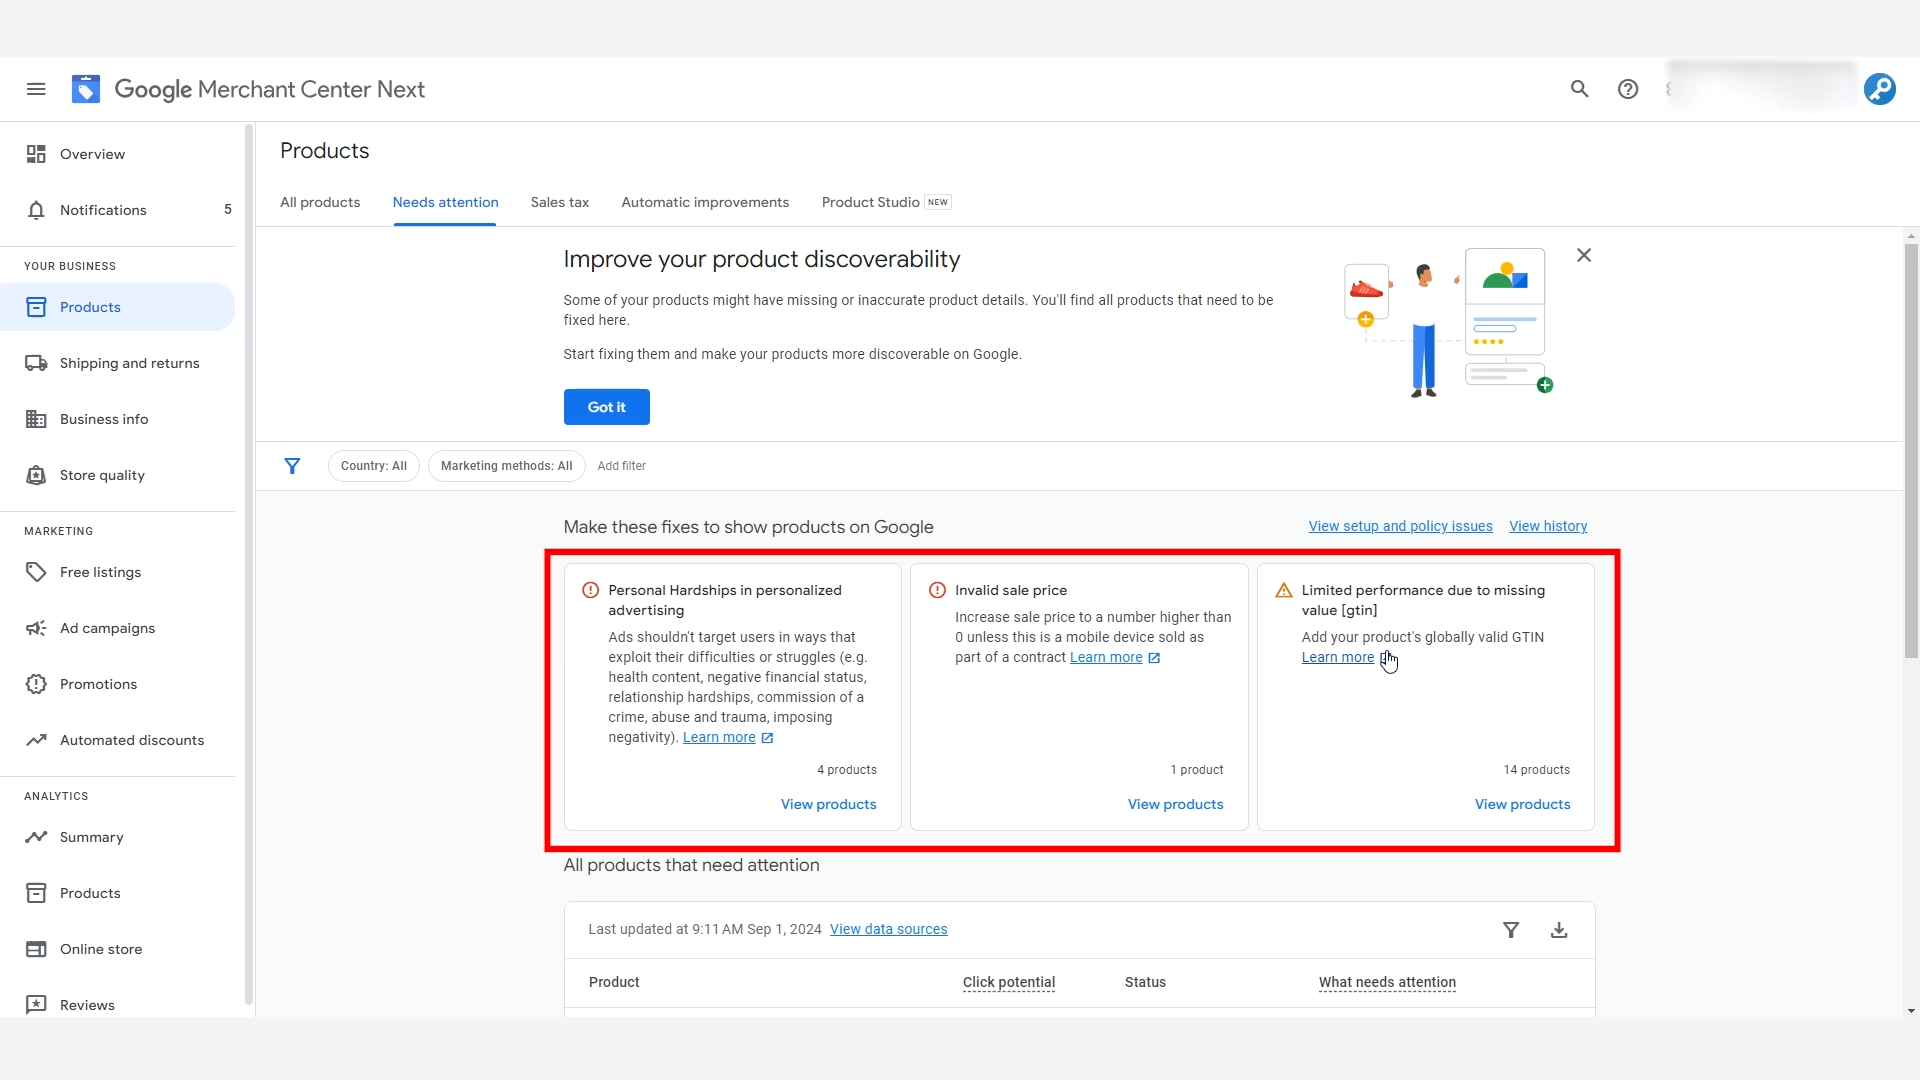 Google Merchant Center Next
Overview
Notifications 5
YOUR BUSINESS
Products
Shipping and returns
Business info
Store quality
MARKETING
Free listings
Ad campaigns
Promotions
Automated discounts
ANALYTICS
Summary
Products
Online store
Reviews
Products
All products Needs attention Sales tax Automatic improvements Product Studio NEW
Improve your product discoverability
Some of your products might have missing or inaccurate product details. You'll find all products that need to be
fixed here.
Start fixing them and make your products more discoverable on Google.
Got it
Country: All Marketing methods: All Add filter
Make these fixes to show products on Google View setup and policy issues View history
Personal Hardships in personalized
advertising
Ads shouldn't target users in ways that
exploit their difficulties or struggles (e.g.
health content, negative financial status,
relationship hardships, commission of a
crime, abuse and trauma, imposing
negativity). Learn more
4 products
View products
Invalid sale price
Increase sale price to a number higher than
0 unless this is a mobile device sold as
part of a contract Learn more
1 product
View products
Limited performance due to missing
value [gtin]
Add your product's globally valid GTIN
Learn more
14 products
View products
All products that need attention
Last updated at 9:11 AM Sep 1, 2024 View data sources
Product Click potential Status What needs attention